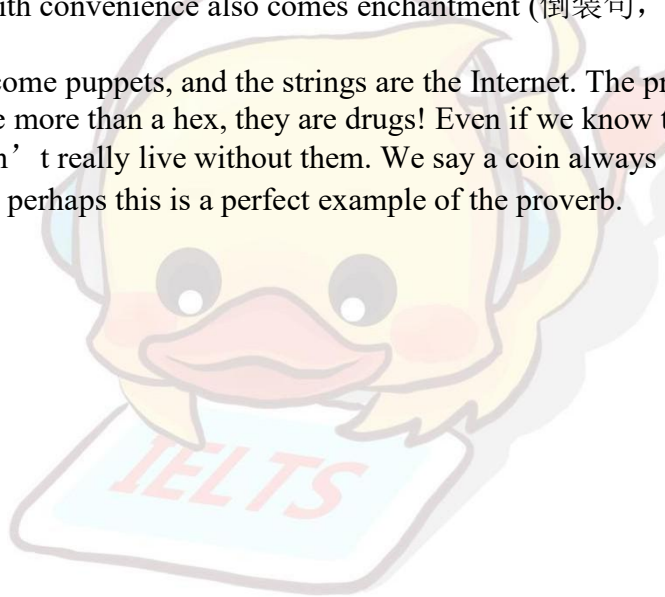 ith convenience also comes enchantment (倒装句，
come puppets, and the strings are the Internet. The pr
e more than a hex, they are drugs! Even if we know t
n’t really live without them. We say a coin always
perhaps this is a perfect example of the proverb.
IELTS